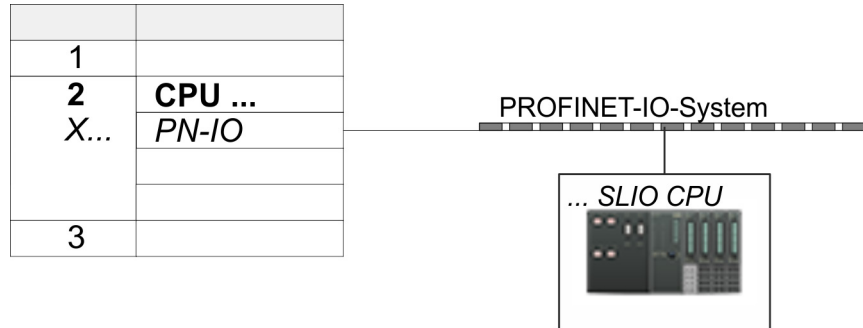 1
2 CPU ...
X... PN-IO
3
PROFINET-IO-System
... SLIO CPU